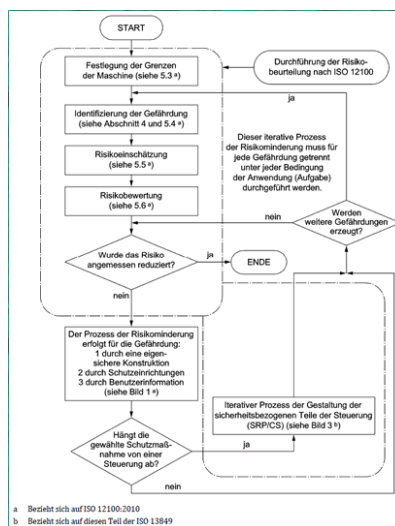 START
Festlegung der Grenzen
der Maschine (siehe 5.3 ᵃ)
Durchführung der Risiko-
beurteilung nach ISO 12100
ja
Identifizierung der Gefährdung
(siehe Abschnitt 4 und 5.4 ᵃ)
Dieser iterative Prozess
der Risikominderung muss für
jede Gefährdung getrennt
unter jeder Bedingung
der Anwendung (Aufgabe)
durchgeführt werden.
Risikoeinschätzung
(siehe 5.5 ᵃ)
Risikobewertung
(siehe 5.6 ᵃ)
nein
Werden
weitere Gefährdungen
erzeugt?
Wurde das Risiko
angemessen reduziert?
ja
ENDE
nein
Der Prozess der Risikominderung
erfolgt für die Gefährdung:
1 durch eine eigen-
sichere Konstruktion
2 durch Schutzeinrichtungen
3 durch Benutzerinformation
(siehe Bild 1 ᵃ)
Iterativer Prozess der Gestaltung der
sicherheitsbezogenen Teile der Steuerung
(SRP/CS) (siehe Bild 3 ᵇ)
Hängt die
gewählte Schutzmaß-
nahme von einer
Steuerung ab?
ja
nein
a Bezieht sich auf ISO 12100:2010
b Bezieht sich auf diesen Teil der ISO 13849